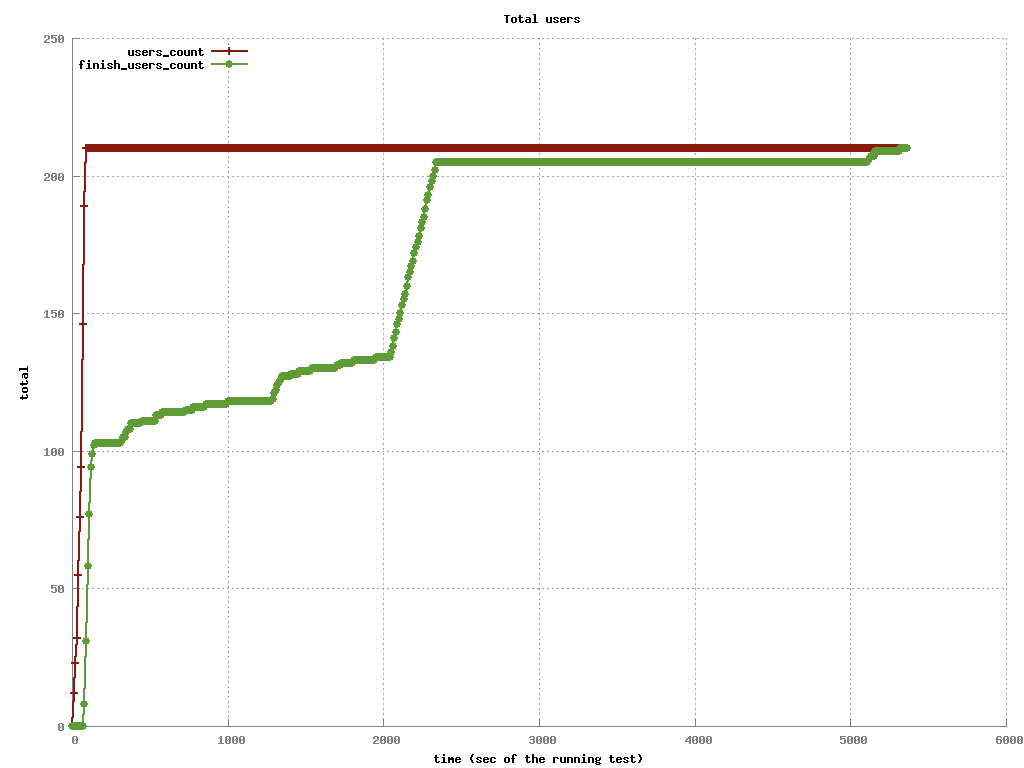 Total users
250
users_count
finish_users_count
200
150
total
100
50
0
0 1000 2000 3000 4000 5000 6000
time (sec of the running test)